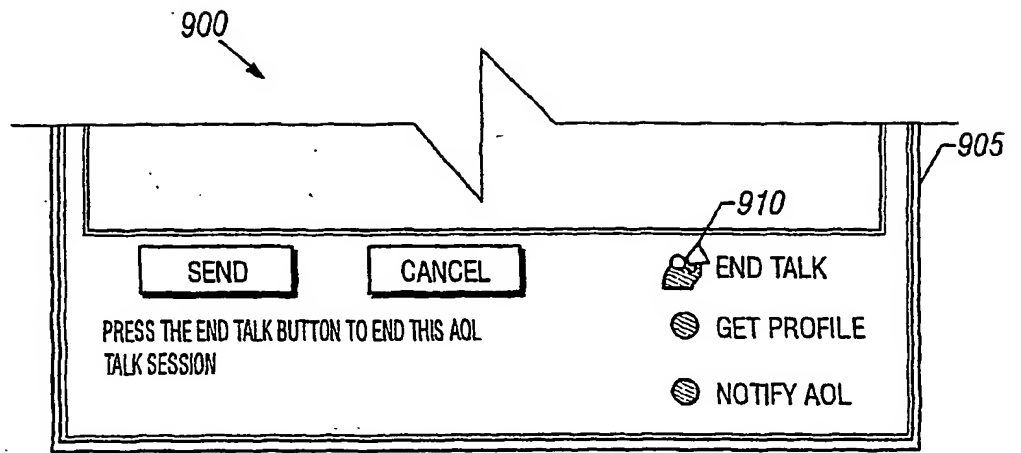 900
905
910
SEND CANCEL END TALK
PRESS THE END TALK BUTTON TO END THIS AOL
TALK SESSION
GET PROFILE
NOTIFY AOL